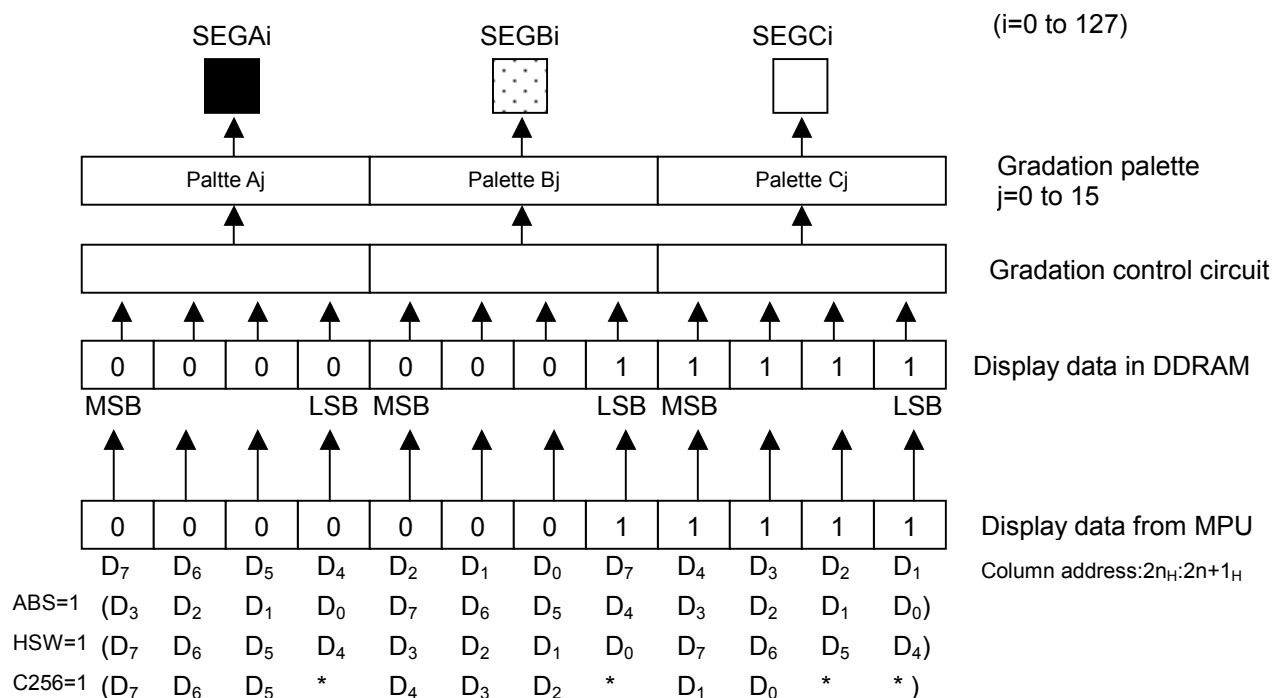 (i=0 to 127)
SEGAi SEGBi SEGCi
Paltte Aj Palette Bj Palette Cj
Gradation palette
j=0 to 15
Gradation control circuit
0 0 0 0 0 0 0 1 1 1 1 1 Display data in DDRAM
MSB LSB MSB LSB MSB LSB
0 0 0 0 0 0 0 1 1 1 1 1 Display data from MPU
D₇ D₆ D₅ D₄ D₂ D₁ D₀ D₇ D₄ D₃ D₂ D₁ Column address:2n_H:2n+1_H
ABS=1 (D₃ D₂ D₁ D₀ D₇ D₆ D₅ D₄ D₃ D₂ D₁ D₀)
HSW=1 (D₇ D₆ D₅ D₄ D₃ D₂ D₁ D₀ D₇ D₆ D₅ D₄)
C256=1 (D₇ D₆ D₅ * D₄ D₃ D₂ * D₁ D₀ * * )